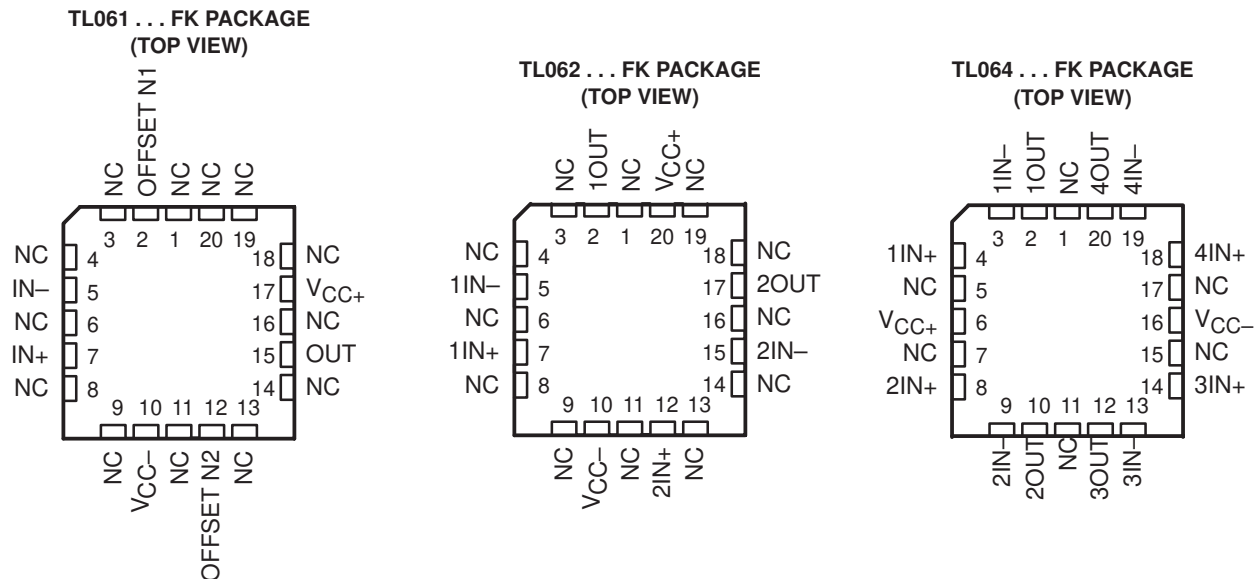 TL061 . . . FK PACKAGE
(TOP VIEW)
NC
OFFSET N1
NC
NC
NC
3 2 1 20 19
NC 4 18 NC
IN– 5 17 VCC+
NC 6 16 NC
IN+ 7 15 OUT
NC 8 14 NC
9 10 11 12 13
NC
VCC–
NC
OFFSET N2
NC
TL062 . . . FK PACKAGE
(TOP VIEW)
NC
1OUT
NC
VCC+
NC
3 2 1 20 19
NC 4 18 NC
1IN– 5 17 2OUT
NC 6 16 NC
1IN+ 7 15 2IN–
NC 8 14 NC
9 10 11 12 13
NC
VCC–
NC
2IN+
NC
TL064 . . . FK PACKAGE
(TOP VIEW)
1IN–
1OUT
NC
4OUT
4IN–
3 2 1 20 19
1IN+ 4 18 4IN+
NC 5 17 NC
VCC+ 6 16 VCC–
NC 7 15 NC
2IN+ 8 14 3IN+
9 10 11 12 13
2IN–
2OUT
NC
3OUT
3IN–